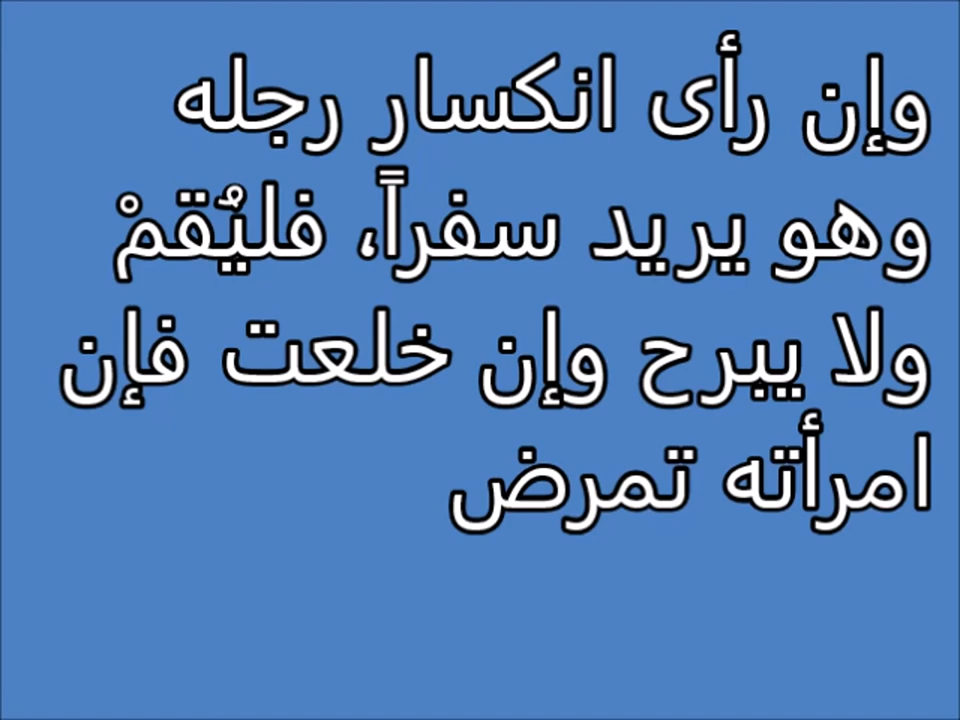 وإن رأى انكسار رجله
وهو يريد سفراً، فليُقمْ
ولا يبرح وإن خلعت فإن
امرأته تمرض